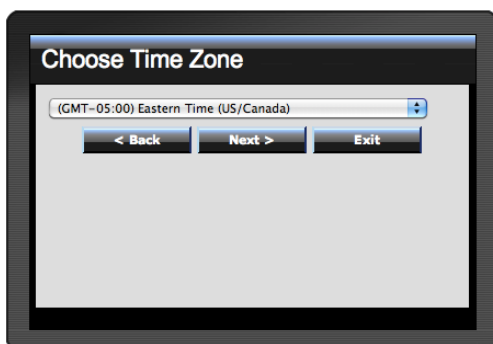 Choose Time Zone
(GMT-05:00) Eastern Time (US/Canada)
< Back Next > Exit